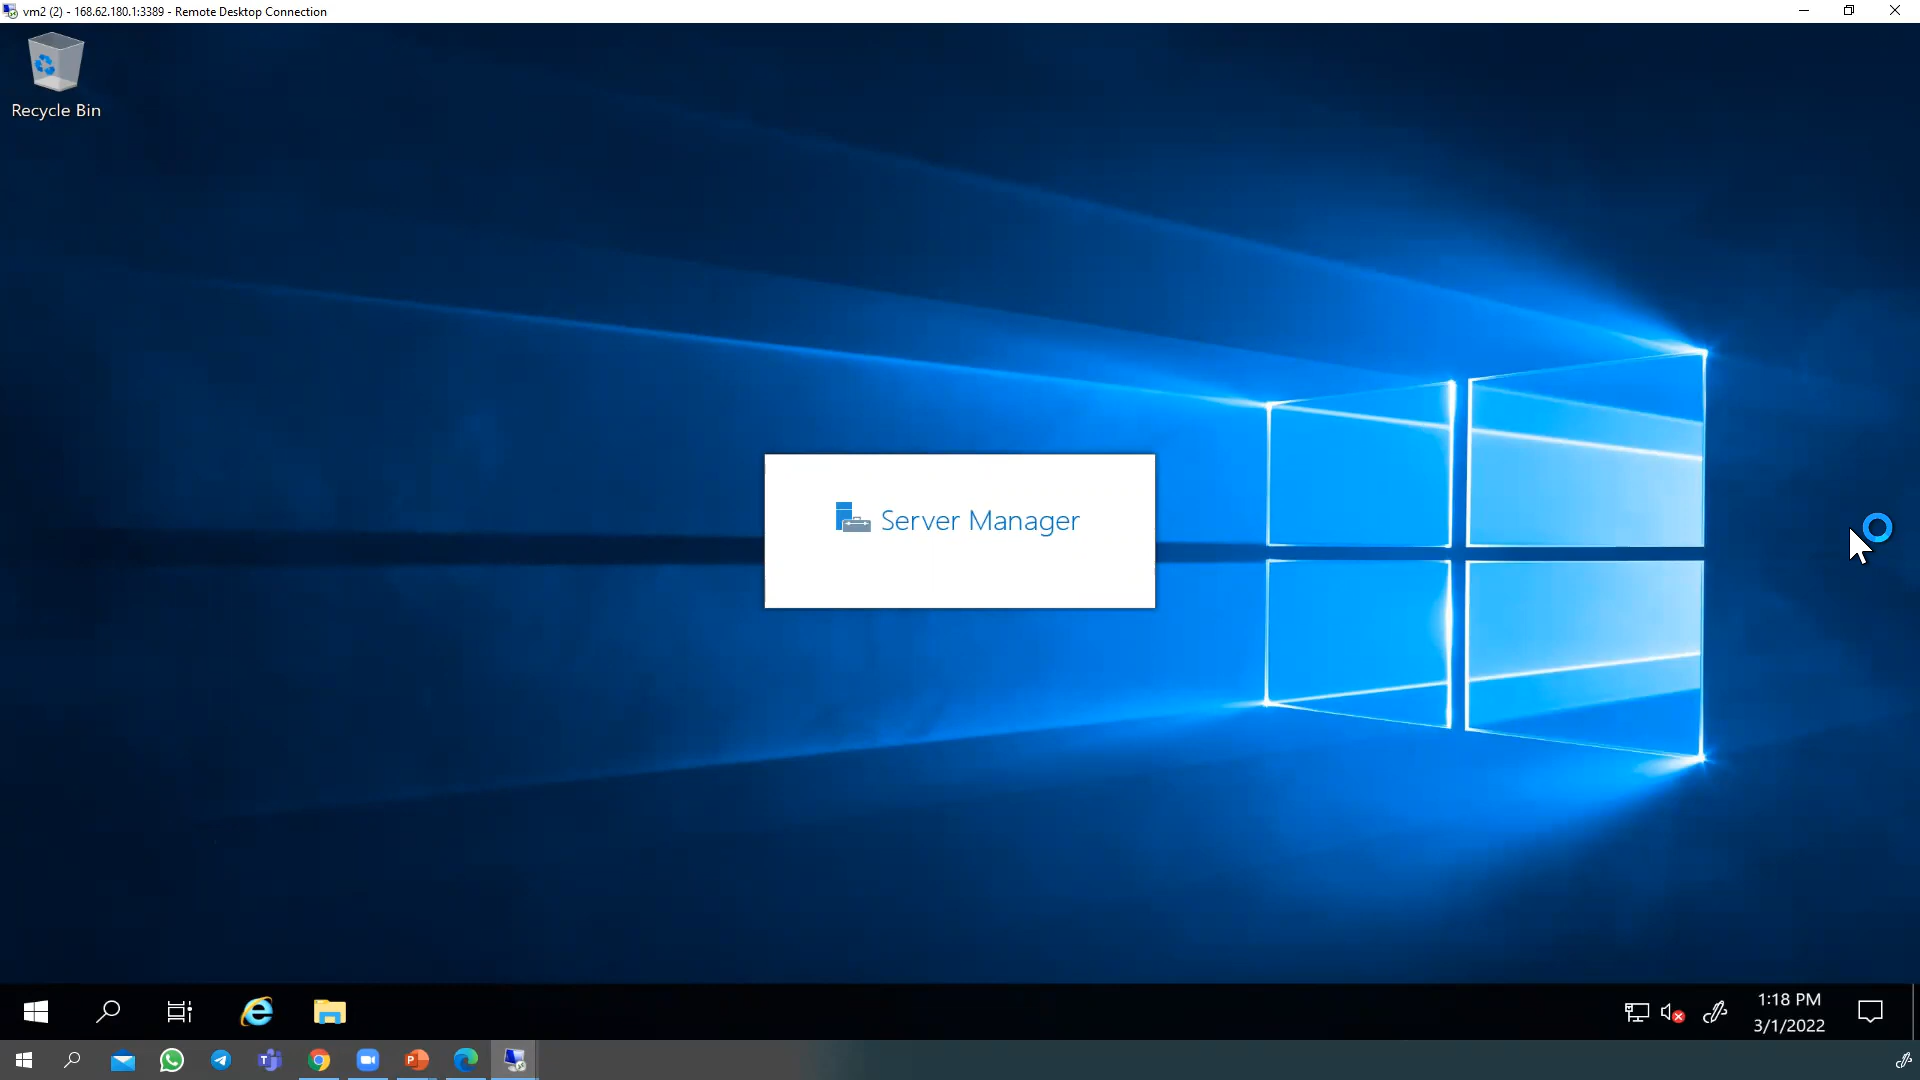 vm2 (2) - 168.62.180.1:3389 - Remote Desktop Connection
Recycle Bin
Server Manager
1:18 PM
3/1/2022